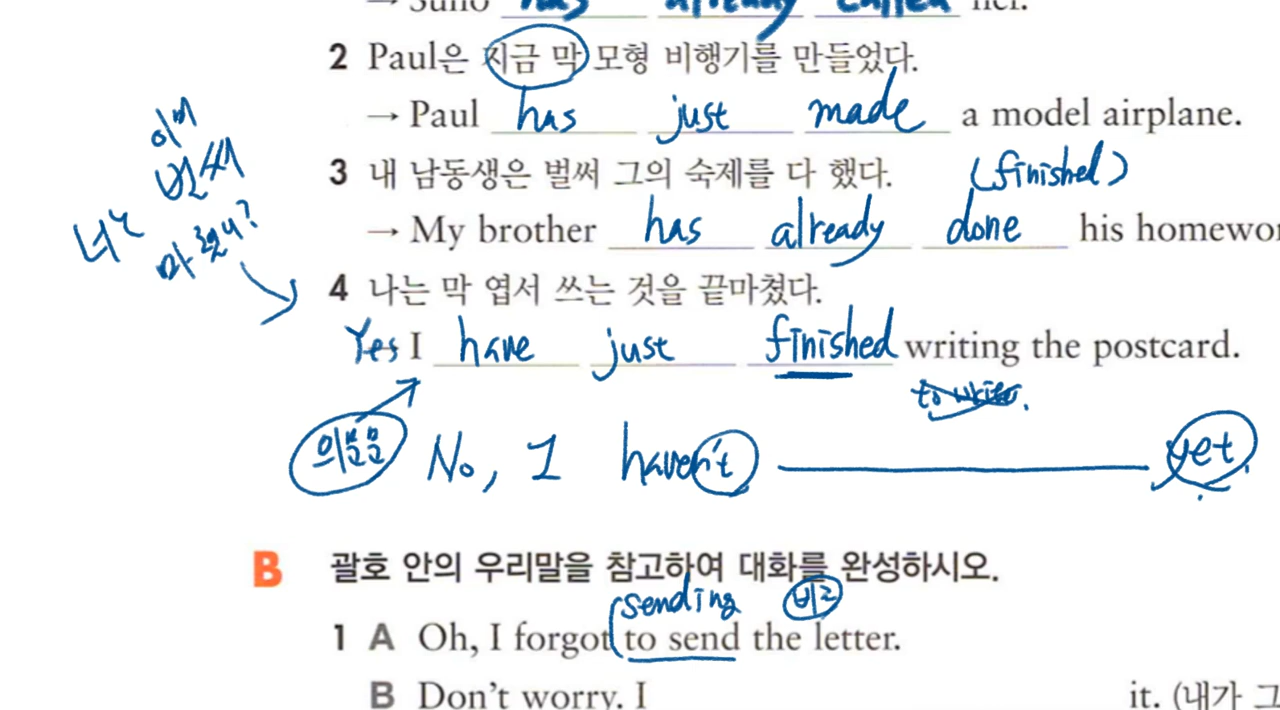 → Suho has already called her.
2 Paul은 지금 막 모형 비행기를 만들었다.
→ Paul has just made a model airplane.
이미
벌써
3 내 남동생은 벌써 그의 숙제를 다 했다. (finished)
너는
→ My brother has already done his homewor
4 나는 막 엽서 쓰는 것을 끝마쳤다.
Yes I have just finished writing the postcard.
to write.
의문문 No, I haven't yet
B 괄호 안의 우리말을 참고하여 대화를 완성하시오.
sending 비교
1 A Oh, I forgot to send the letter.
B Don't worry. I it. (내가 그